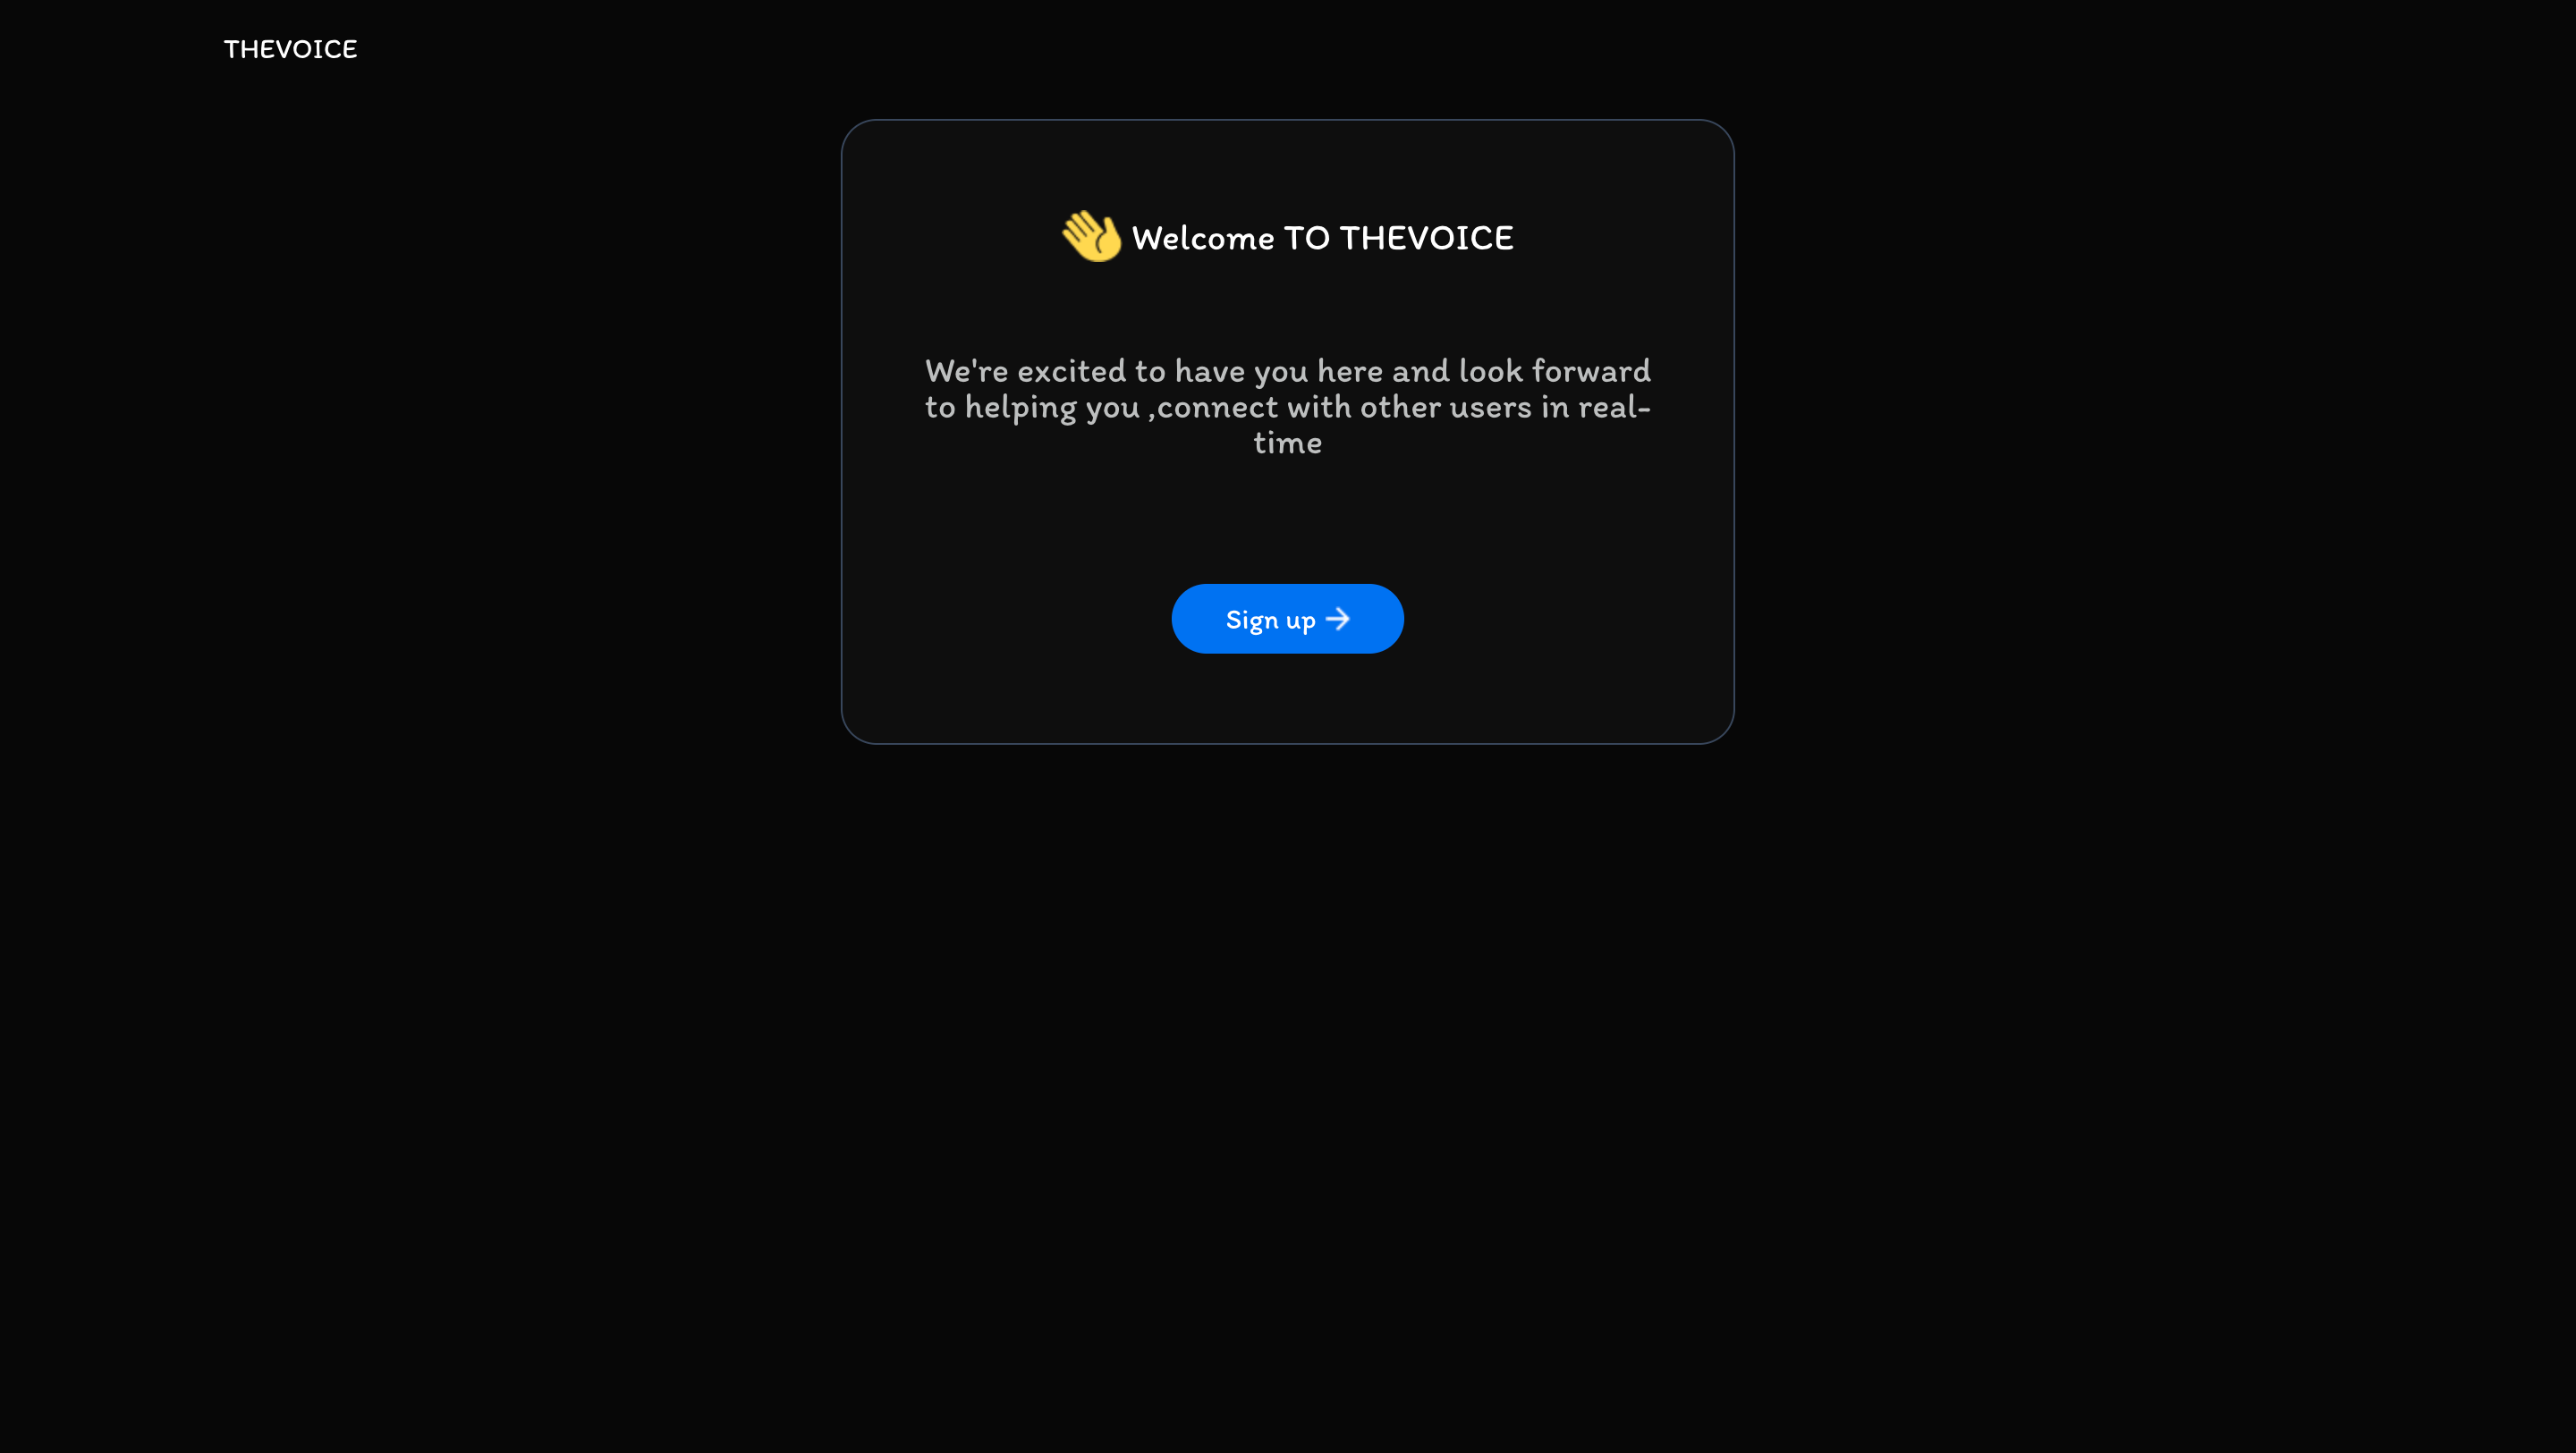 THEVOICE
Welcome TO THEVOICE
We're excited to have you here and look forward
to helping you ,connect with other users in real-
time
Sign up